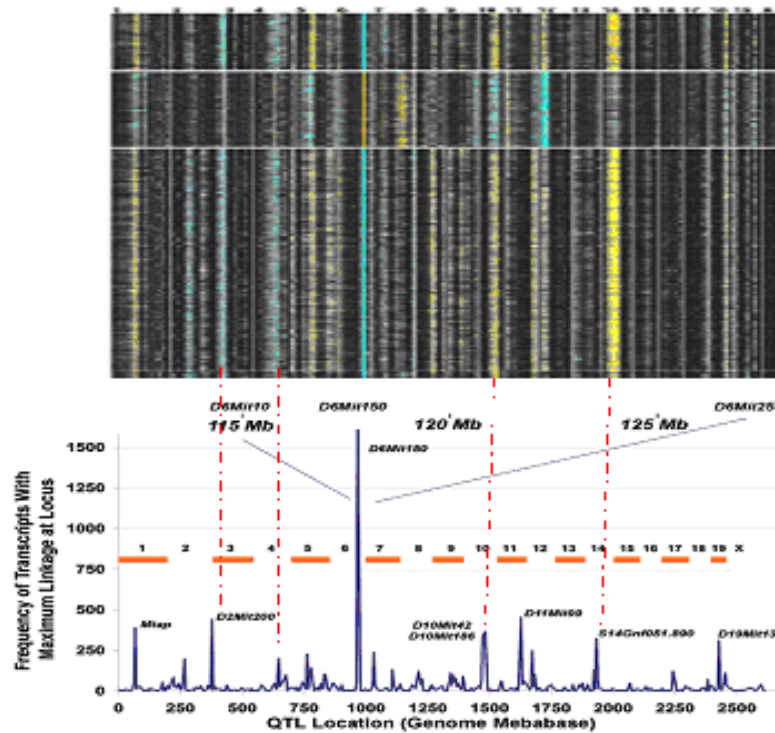 D6Mit10 D6Mit150 D6Mit25
115 Mb 120 Mb 125 Mb
D6Mit150
1500
1250
1000
750
500
250
0
Frequency of Transcripts With
Maximum Linkage at Locus
1 2 3 4 5 6 7 8 9 10 11 12 13 14 15 16 17 18 19 X
Mtap D2Mit200 D10Mit42
D10Mit186 D11Mit99 S14Gnf051.890 D19Mit13
0 250 500 750 1000 1250 1500 1750 2000 2250 2500
QTL Location (Genome Mebabase)